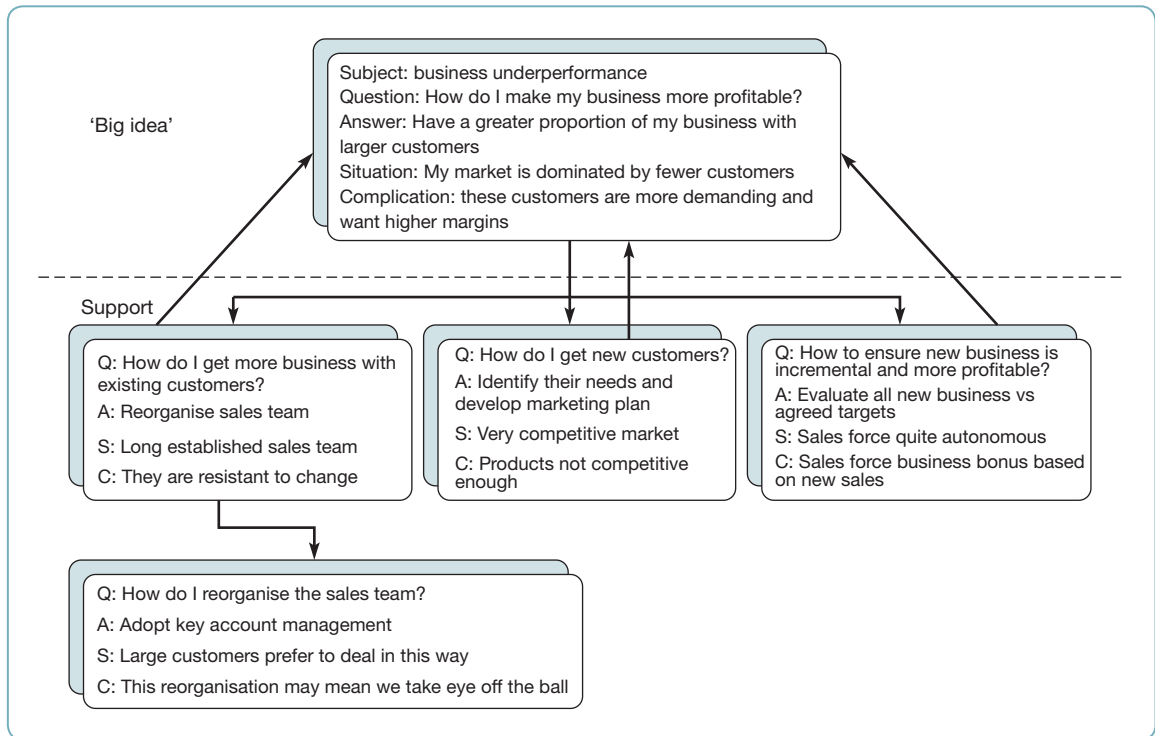 'Big idea'
Subject: business underperformance
Question: How do I make my business more profitable?
Answer: Have a greater proportion of my business with
larger customers
Situation: My market is dominated by fewer customers
Complication: these customers are more demanding and
want higher margins
Support
Q: How do I get more business with
existing customers?
A: Reorganise sales team
S: Long established sales team
C: They are resistant to change
Q: How do I get new customers?
A: Identify their needs and
develop marketing plan
S: Very competitive market
C: Products not competitive
enough
Q: How to ensure new business is
incremental and more profitable?
A: Evaluate all new business vs
agreed targets
S: Sales force quite autonomous
C: Sales force business bonus based
on new sales
Q: How do I reorganise the sales team?
A: Adopt key account management
S: Large customers prefer to deal in this way
C: This reorganisation may mean we take eye off the ball